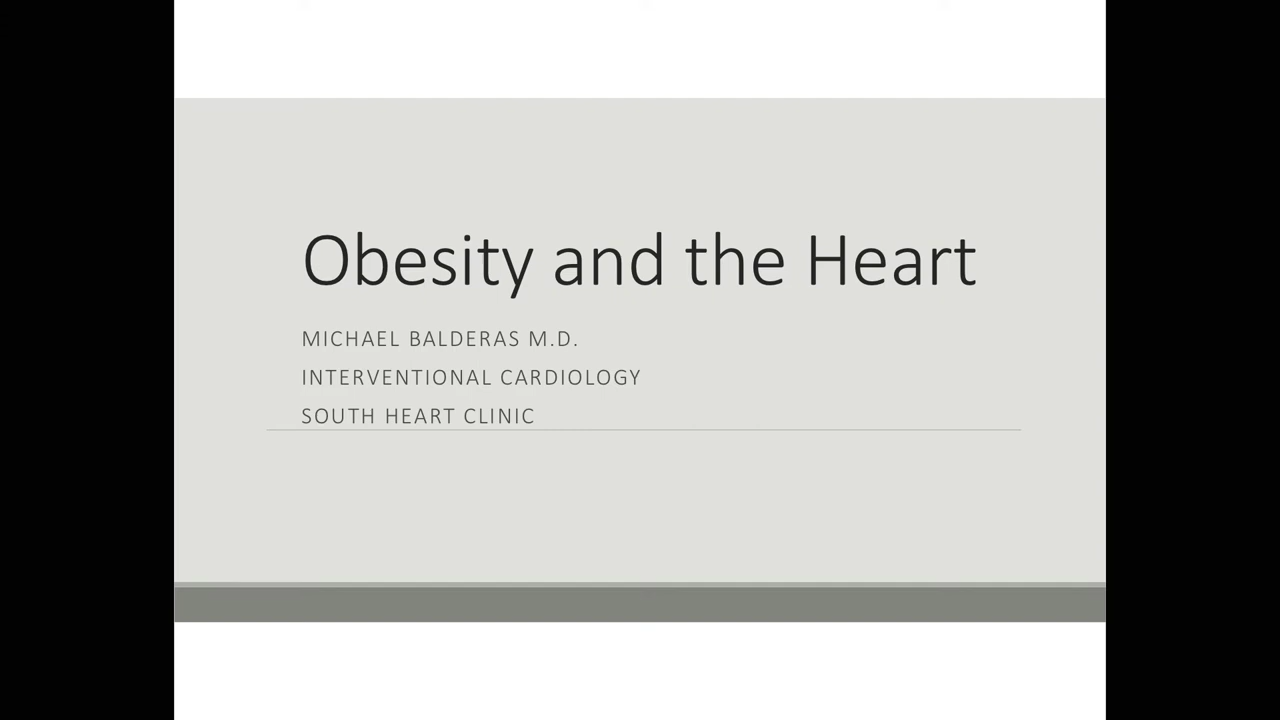 Obesity and the Heart
MICHAEL BALDERAS M.D.
INTERVENTIONAL CARDIOLOGY
SOUTH HEART CLINIC